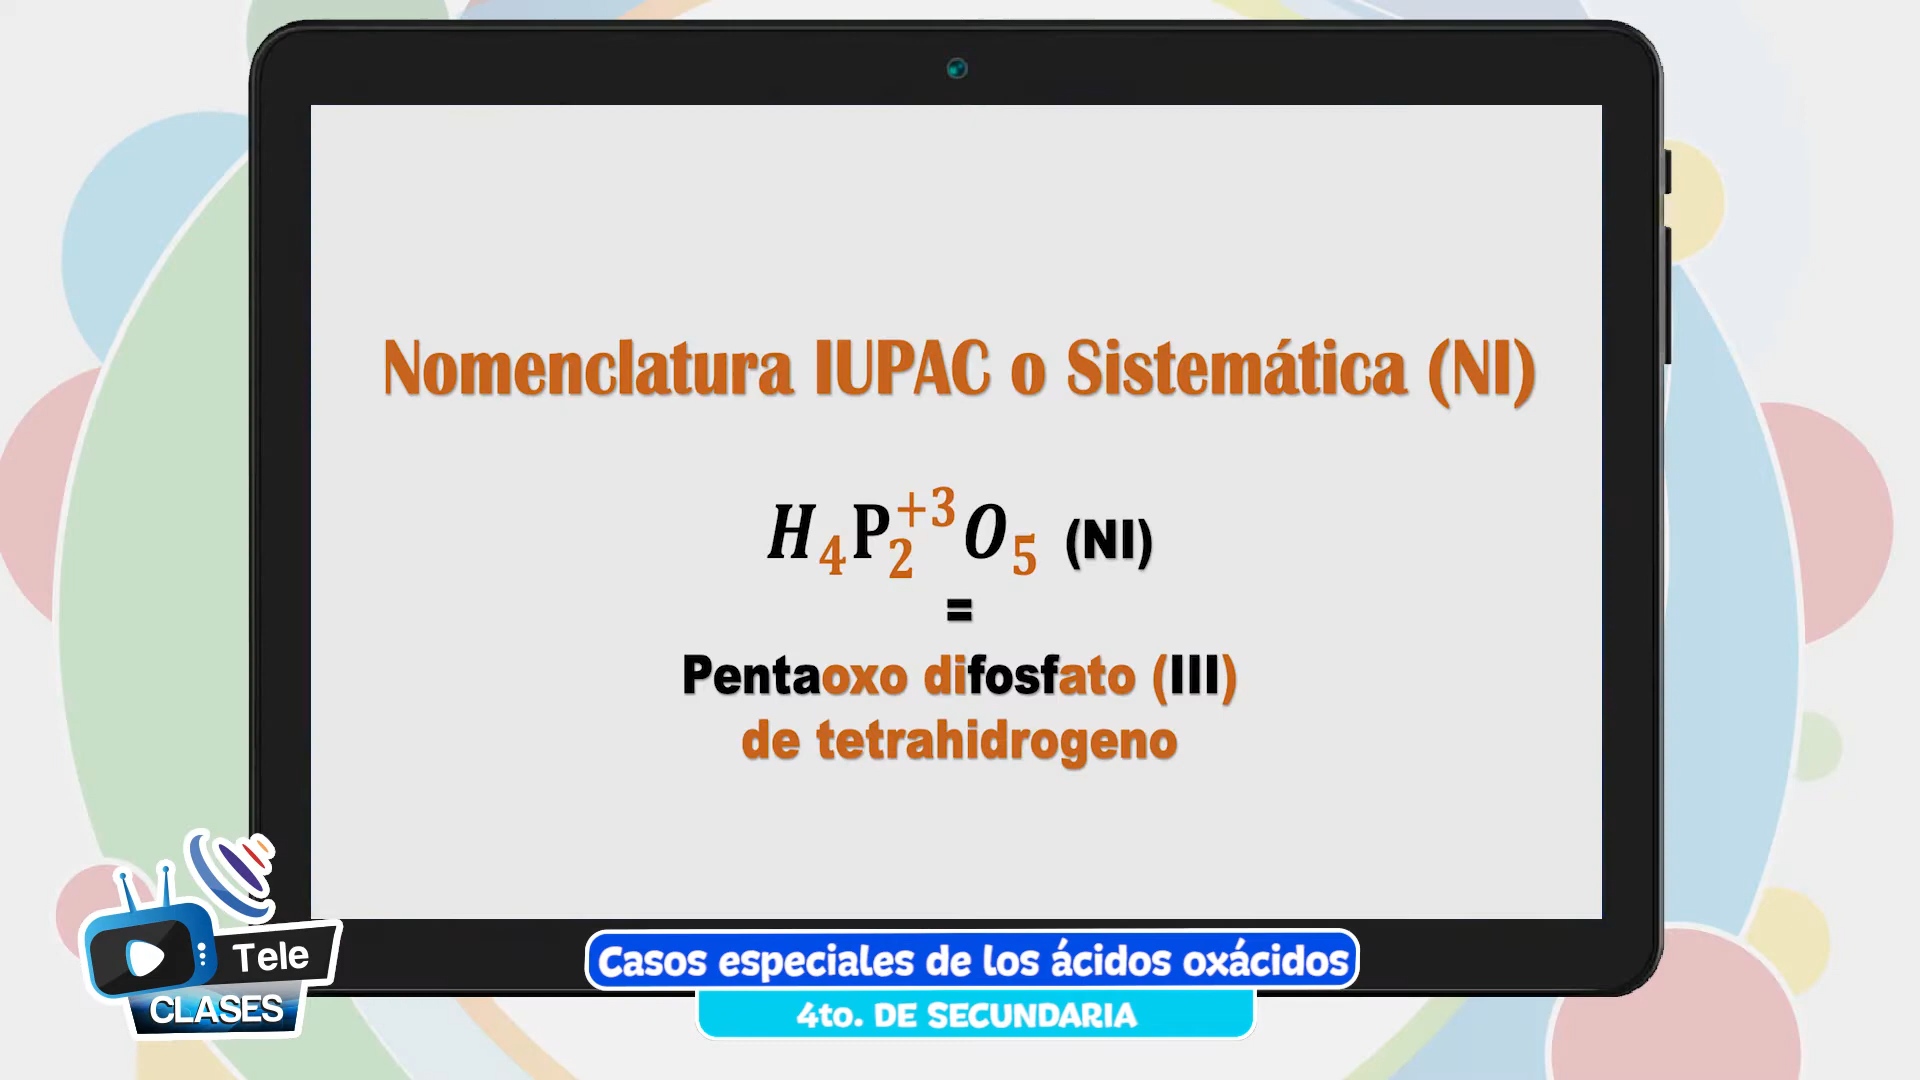 Nomenclatura IUPAC o Sistemática (NI)
H₄P₂⁺³O₅ (NI)
=
Pentaoxo difosfato (III)
de tetrahidrogeno
Tele
CLASES
Casos especiales de los ácidos oxácidos
4to. DE SECUNDARIA